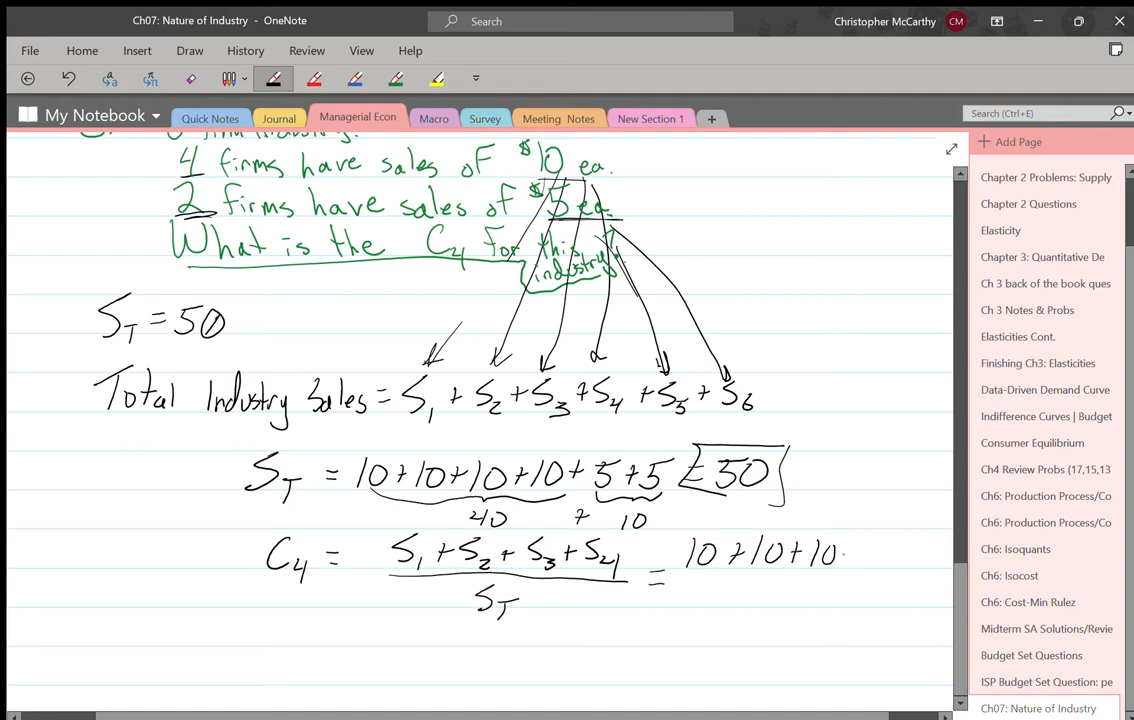 Ch07: Nature of Industry - OneNote
Search
Christopher McCarthy CM
File Home Insert Draw History Review View Help
My Notebook
Quick Notes
Journal
Managerial Econ
Macro
Survey
Meeting Notes
New Section 1
Search (Ctrl+E)
firm industry.
4 firms have sales of $10 ea.
2 firms have sales of $5 ea.
What is the C4 for this industry?
ST = 50
Total Industry Sales = S1 + S2 + S3 + S4 + S5 + S6
ST = 10+10+10+10+5+5 = 50
40 + 10
C4 = S1 + S2 + S3 + S4 = 10+10+10
ST
Add Page
Chapter 2 Problems: Supply
Chapter 2 Questions
Elasticity
Chapter 3: Quantitative De
Ch 3 back of the book ques
Ch 3 Notes & Probs
Elasticities Cont.
Finishing Ch3: Elasticities
Data-Driven Demand Curve
Indifference Curves | Budget
Consumer Equilibrium
Ch4 Review Probs (17,15,13
Ch6: Production Process/Co
Ch6: Production Process/Co
Ch6: Isoquants
Ch6: Isocost
Ch6: Cost-Min Rulez
Midterm SA Solutions/Revie
Budget Set Questions
ISP Budget Set Question: pe
Ch07: Nature of Industry